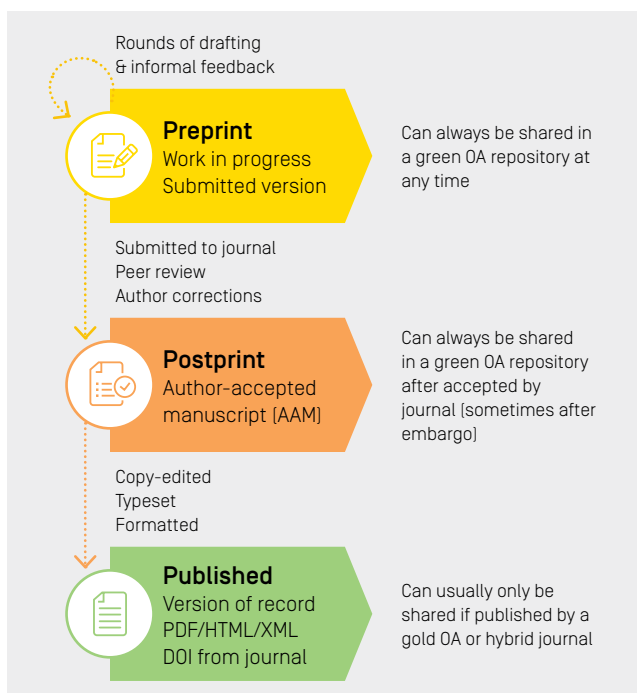 Rounds of drafting
& informal feedback
Preprint
Work in progress
Submitted version
Can always be shared in
a green OA repository at
any time
Submitted to journal
Peer review
Author corrections
Postprint
Author-accepted
manuscript (AAM)
Can always be shared
in a green OA repository
after accepted by
journal (sometimes after
embargo)
Copy-edited
Typeset
Formatted
Published
Version of record
PDF/HTML/XML
DOI from journal
Can usually only be
shared if published by a
gold OA or hybrid journal